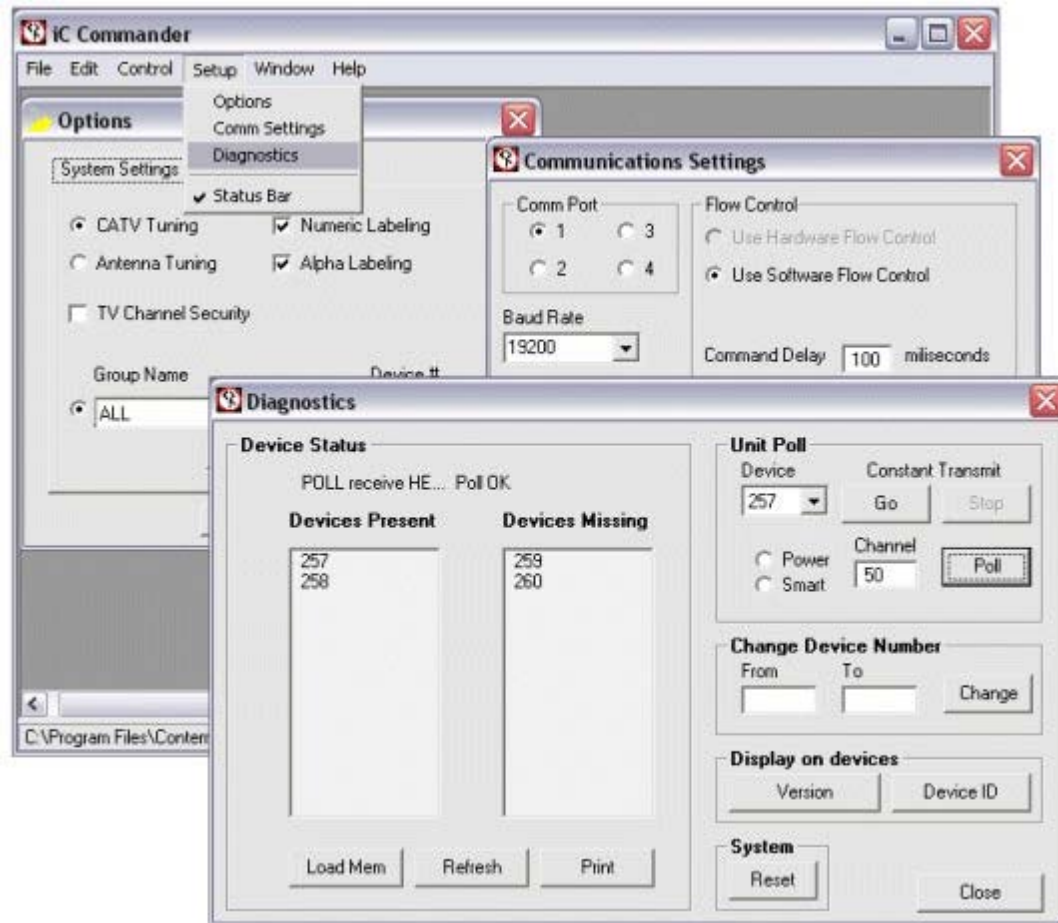 iC Commander
File Edit Control Setup Window Help
Options
Comm Settings
Diagnostics
Status Bar
Options
System Settings
CATV Tuning
Numeric Labeling
Antenna Tuning
Alpha Labeling
TV Channel Security
Group Name
Device #
ALL
C:\Program Files\Conten
Communications Settings
Comm Port
1 3
2 4
Baud Rate
19200
Flow Control
Use Hardware Flow Control
Use Software Flow Control
Command Delay 100 miliseconds
Diagnostics
Device Status
POLL receive HE... Poll OK
Devices Present
257
258
Devices Missing
259
260
Load Mem Refresh Print
Unit Poll
Device
Constant Transmit
257
Go
Stop
Power
Smart
Channel
50
Poll
Change Device Number
From To
Change
Display on devices
Version Device ID
System
Reset
Close